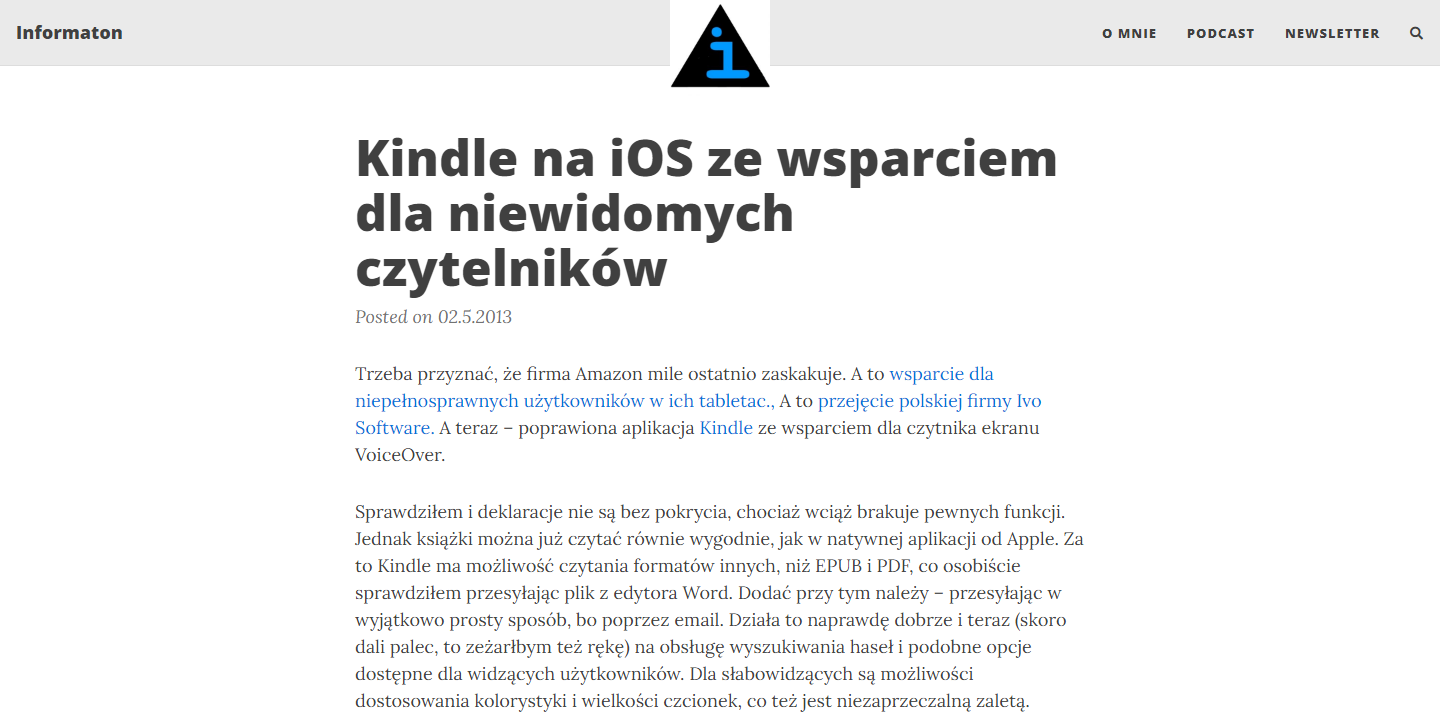 Informaton
i
O MNIE
PODCAST
NEWSLETTER
Kindle na iOS ze wsparciem
dla niewidomych
czytelników
Posted on 02.5.2013
Trzeba przyznać, że firma Amazon mile ostatnio zaskakuje. A to wsparcie dla
niepełnosprawnych użytkowników w ich tabletac., A to przejęcie polskiej firmy Ivo
Software. A teraz – poprawiona aplikacja Kindle ze wsparciem dla czytnika ekranu
VoiceOver.
Sprawdziłem i deklaracje nie są bez pokrycia, chociaż wciąż brakuje pewnych funkcji.
Jednak książki można już czytać równie wygodnie, jak w natywnej aplikacji od Apple. Za
to Kindle ma możliwość czytania formatów innych, niż EPUB i PDF, co osobiście
sprawdziłem przesyłając plik z edytora Word. Dodać przy tym należy – przesyłając w
wyjątkowo prosty sposób, bo poprzez email. Działa to naprawdę dobrze i teraz (skoro
dali palec, to zeżarłbym też rękę) na obsługę wyszukiwania haseł i podobne opcje
dostępne dla widzących użytkowników. Dla słabowidzących są możliwości
dostosowania kolorystyki i wielkości czcionek, co też jest niezaprzeczalną zaletą.